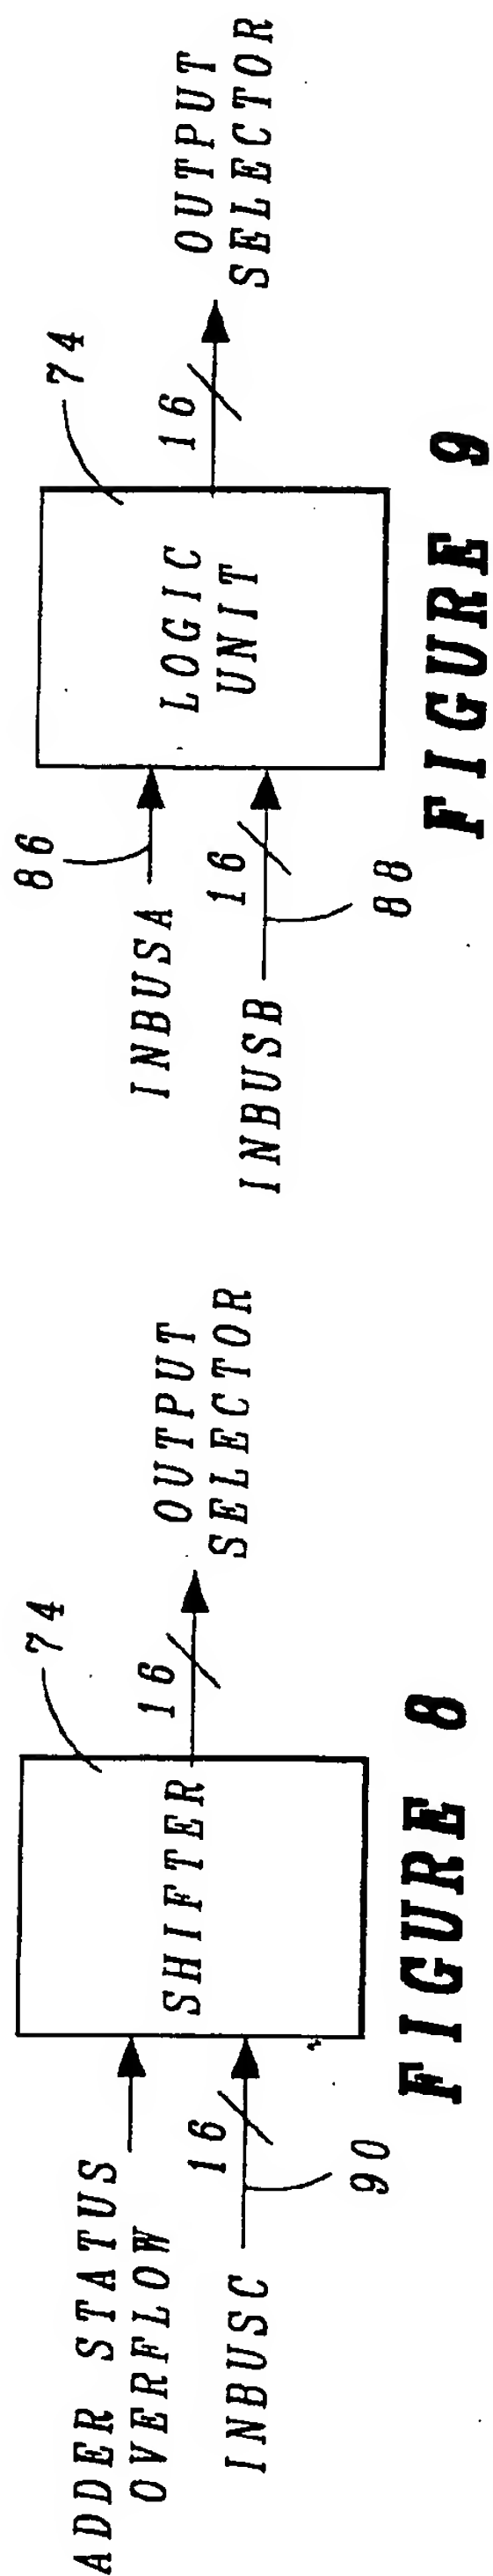 ADDER STATUS
OVERFLOW
INBUSC
16
90
SHIFTER
74
16
OUTPUT
SELECTOR
FIGURE 8
INBUSA
86
INBUSB
16
88
LOGIC
UNIT
74
16
OUTPUT
SELECTOR
FIGURE 9